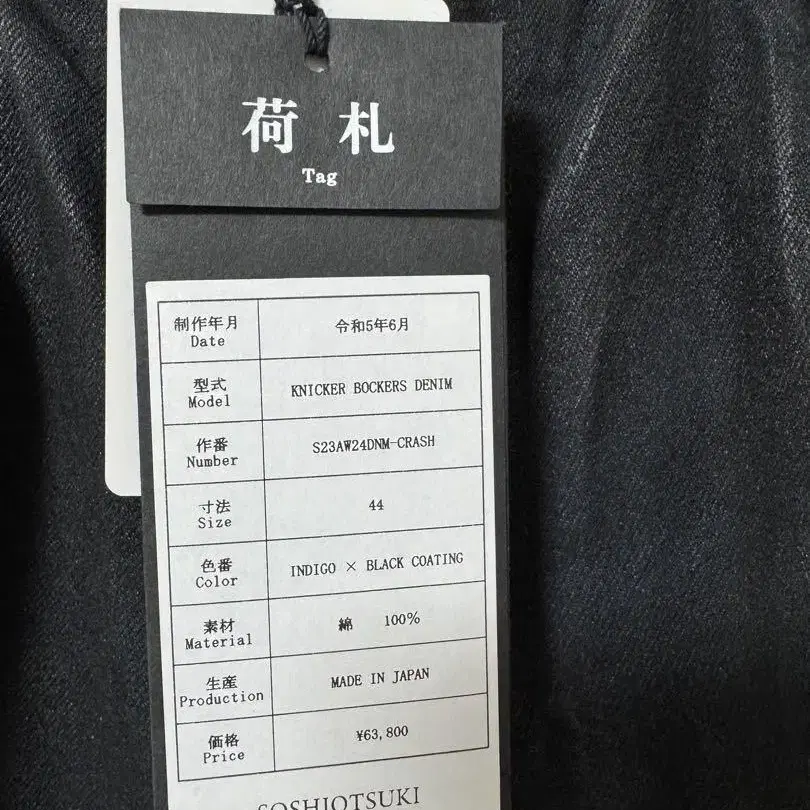 荷札
Tag
制作年月 令和5年6月
Date
型式 KNICKER BOCKERS DENIM
Model
作番 S23AW24DNM-CRASH
Number
寸法 44
Size
色番 INDIGO × BLACK COATING
Color
素材 綿 100%
Material
生産 MADE IN JAPAN
Production
価格 ¥63,800
Price
SOSHIOTSUKI